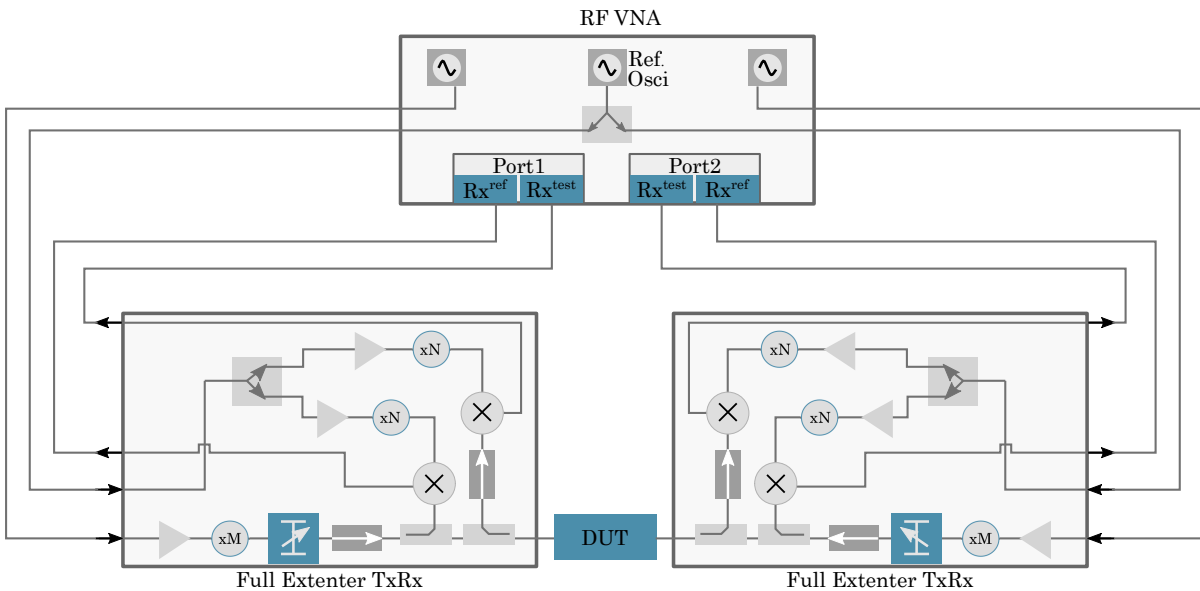 RF VNA
Ref.
Osci
Port1
Port2
Rx^ref
Rx^test
Rx^test
Rx^ref
xN
xN
xN
xN
xM
DUT
xM
Full Extenter TxRx
Full Extenter TxRx